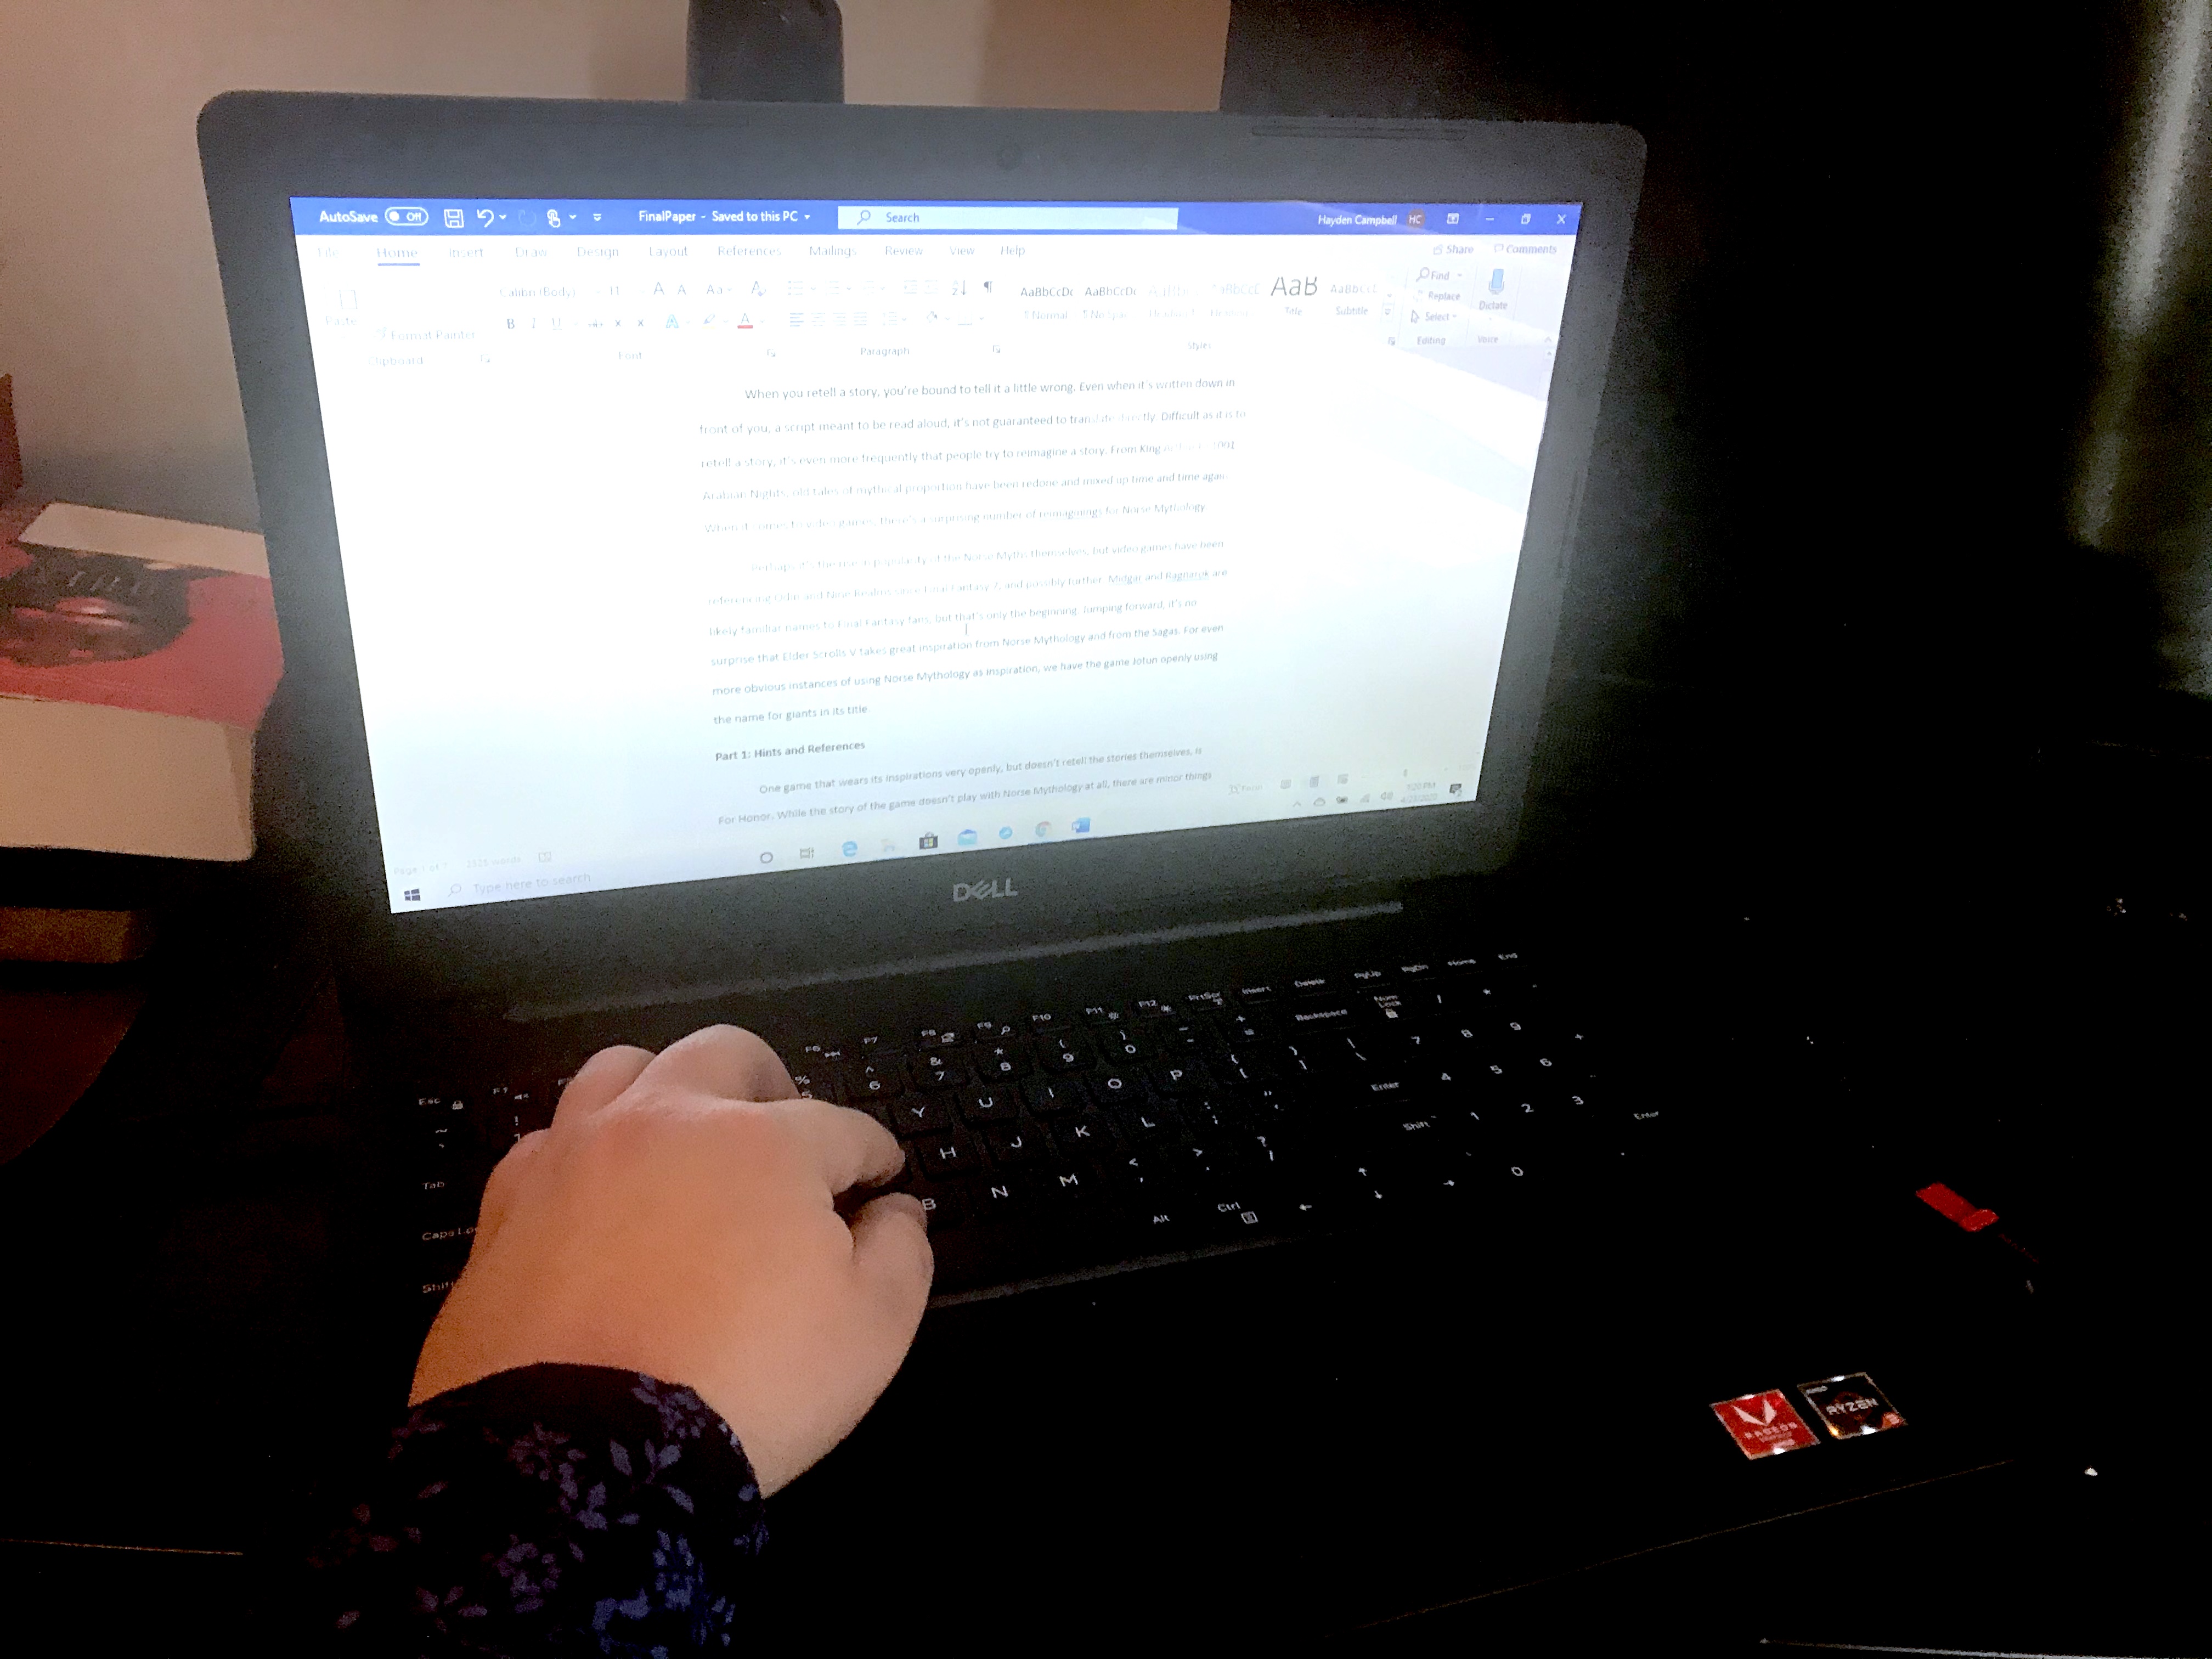 AutoSave Off FinalPaper - Saved to this PC Search Hayden Campbell HC
File Home Insert Draw Design Layout References Mailings Review View Help Share Comments
Paste Format Painter Clipboard
Calibri (Body) 11 A A Aa A
B I U ab x x A A
Font
Paragraph
AaBbCcDc AaBbCcDc AaB
Normal Title Subtitle
Styles
Find
Replace
Select
Editing
Dictate
Voice
When you retell a story, you're bound to tell it a little wrong. Even when it's written down in
front of you, a script meant to be read aloud, it's not guaranteed to translate directly. Difficult as it is to
retell a story, it's even more frequently that people try to reimagine a story. From King 1001
Arabian Nights, old tales of mythical proportion have been redone and mixed up time and time again.
When it comes to video games, there's a surprising number of reimaginings for Norse Mythology.
Perhaps it's the rise in popularity of the Norse Myths themselves, but video games have been
referencing Odin and Nine Realms since Final Fantasy 7, and possibly further. Midgar and Ragnarok are
likely familiar names to Final Fantasy fans, but that's only the beginning. Jumping forward, it's no
surprise that Elder Scrolls V takes great inspiration from Norse Mythology and from the Sagas. For even
more obvious instances of using Norse Mythology as inspiration, we have the game Jotun openly using
the name for giants in its title.
Part 1: Hints and References
One game that wears its inspirations very openly, but doesn't retell the stories themselves, is
For Honor. While the story of the game doesn't play with Norse Mythology at all, there are minor things
Page 1 of 7 2325 words Focus
Type here to search
DELL
Esc F1 F6 F7 F8 F9 F10 F11 F12 PrtScr Insert Delete PgUp PgDn Home End
! 1 % 5 ^ 6 & 7 * 8 ( 9 ) 0 - + = Backspace Num Lock / * -
Tab Y U I O P { [ } ] | \ 7 8 9 +
Caps Lo H J K L : ; " ' Enter 4 5 6
Shift B N M < , > . ? / Shift 1 2 3 Enter
Alt Ctrl 0 .
RADEON
AMD RYZEN 5